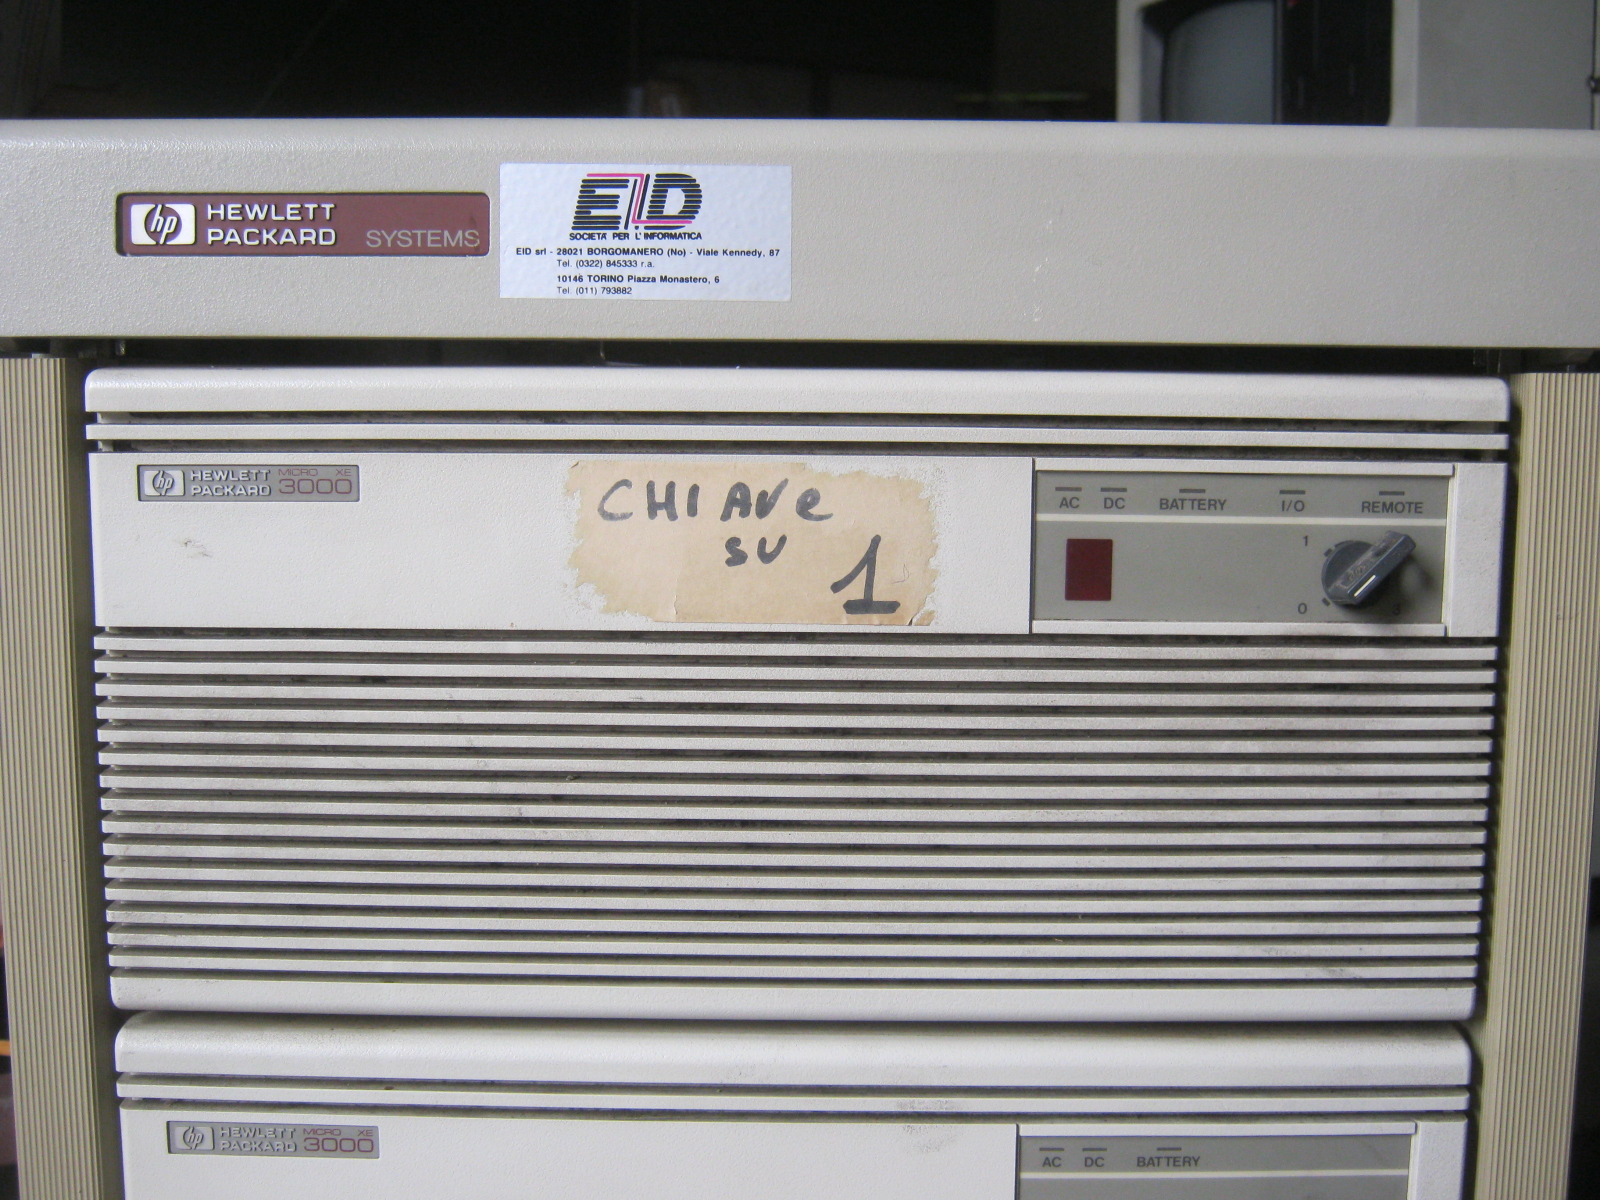 hp HEWLETT
PACKARD SYSTEMS
EID
SOCIETA' PER L'INFORMATICA
EID srl - 28021 BORGOMANERO (No) - Viale Kennedy, 87
Tel. (0322) 845333 r.a.
10146 TORINO Piazza Monastero, 6
Tel. (011) 793882
hp HEWLETT MICRO XE
PACKARD 3000
CHIAVe
su 1
AC DC BATTERY I/O REMOTE
1
0 3
hp HEWLETT MICRO XE
PACKARD 3000
AC DC BATTERY